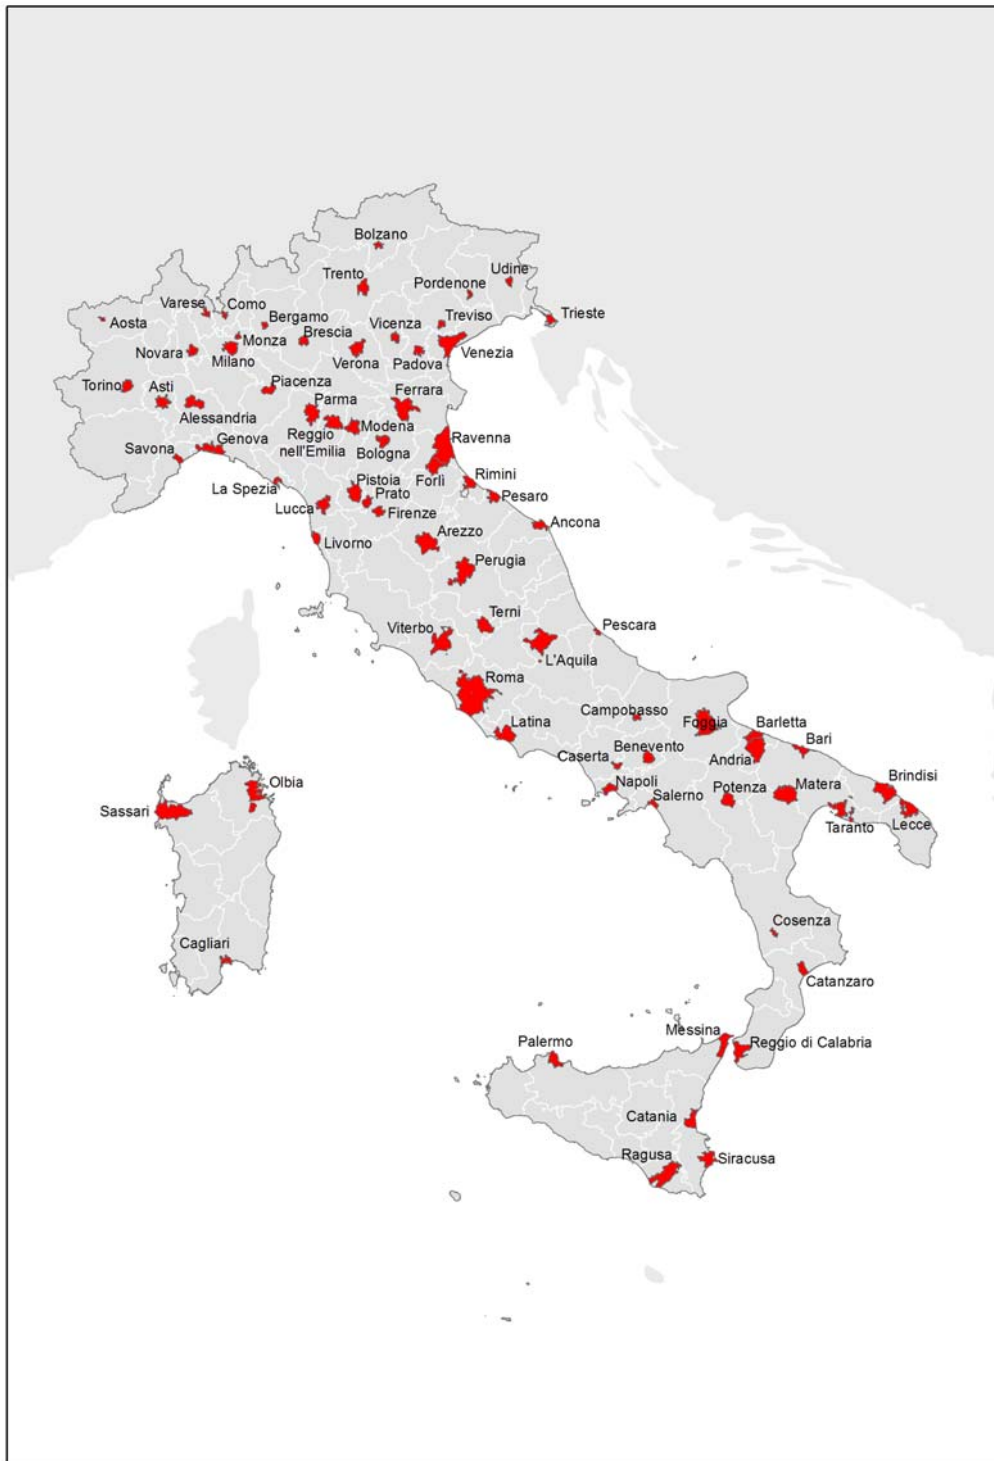 Bolzano
Trento
Udine
Pordenone
Varese
Como
Bergamo
Vicenza
Treviso
Trieste
Aosta
Brescia
Monza
Novara
Milano
Verona
Padova
Venezia
Torino
Asti
Piacenza
Ferrara
Parma
Alessandria
Modena
Reggio
nell'Emilia
Ravenna
Genova
Savona
Bologna
Forlì
Rimini
La Spezia
Pistoia
Prato
Pesaro
Lucca
Firenze
Ancona
Arezzo
Livorno
Perugia
Terni
Viterbo
Pescara
L'Aquila
Roma
Campobasso
Foggia
Barletta
Latina
Bari
Benevento
Caserta
Andria
Napoli
Potenza
Matera
Brindisi
Olbia
Salerno
Sassari
Taranto
Lecce
Cosenza
Cagliari
Catanzaro
Messina
Palermo
Reggio di Calabria
Catania
Ragusa
Siracusa